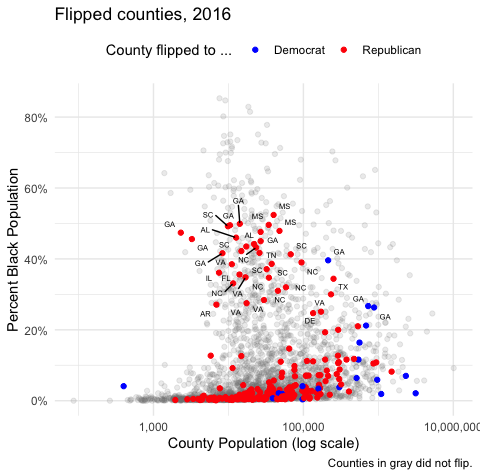 Flipped counties, 2016
County flipped to ... Democrat Republican
80%
60%
40%
20%
0%
Percent Black Population
GA
SC GA MS MS
GA
AL
AL GA
GA SC SC GA
GA VA NC TN
IL FL SC SC NC
NC VA NC NC TX
AR VA VA VA GA
DE GA
1,000 100,000 10,000,000
County Population (log scale)
Counties in gray did not flip.